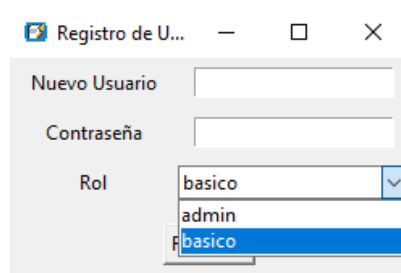 Registro de U...
Nuevo Usuario
Contraseña
Rol basico
admin
basico